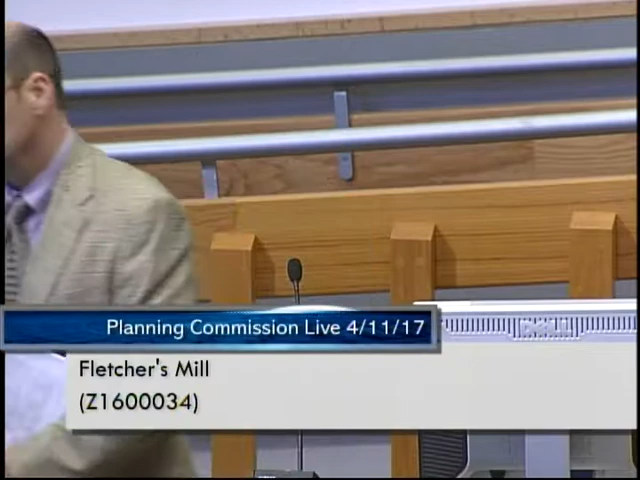 Planning Commission Live 4/11/17
Fletcher's Mill
(Z1600034)